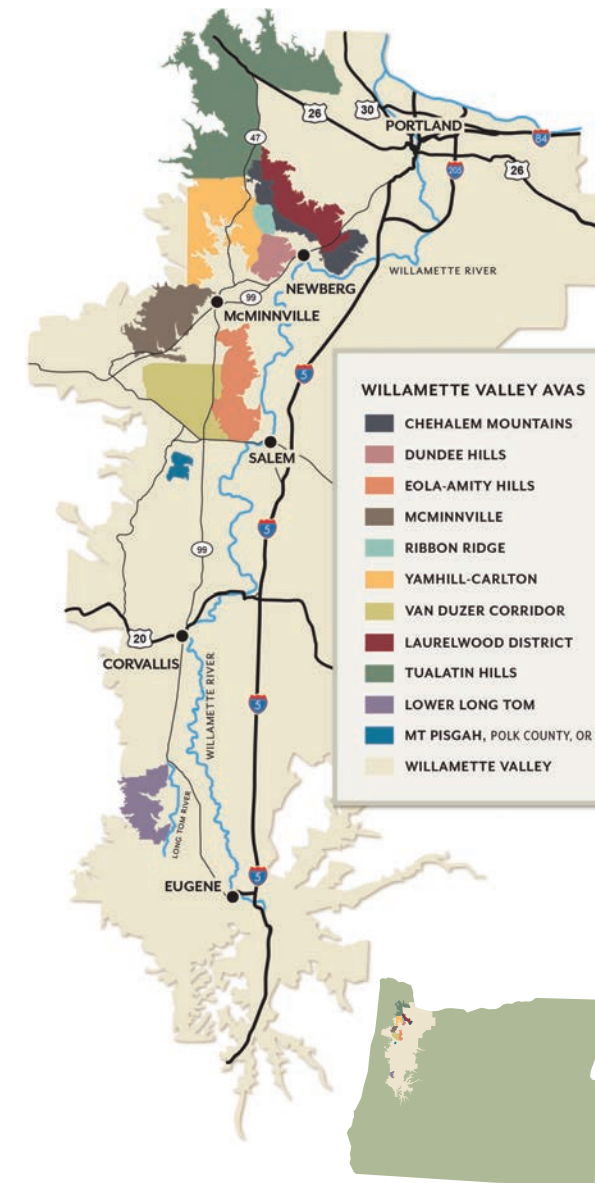 26
30
PORTLAND
84
47
205
26
WILLAMETTE RIVER
NEWBERG
99
McMINNVILLE
5
WILLAMETTE VALLEY AVAS
CHEHALEM MOUNTAINS
DUNDEE HILLS
EOLA-AMITY HILLS
MCMINNVILLE
RIBBON RIDGE
YAMHILL-CARLTON
VAN DUZER CORRIDOR
LAURELWOOD DISTRICT
TUALATIN HILLS
LOWER LONG TOM
MT PISGAH, POLK COUNTY, OR
WILLAMETTE VALLEY
SALEM
5
99
20
CORVALLIS
WILLAMETTE RIVER
5
LONG TOM RIVER
EUGENE
5